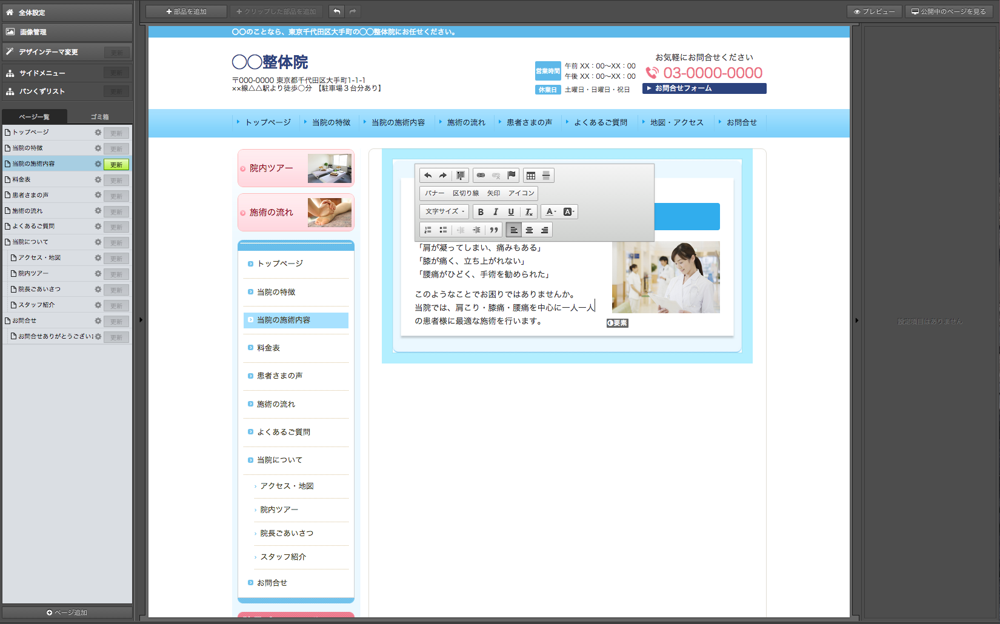 全体設定
画像管理
デザインテーマ変更
更新
サイドメニュー
更新
パンくずリスト
更新
ページ一覧
ゴミ箱
トップページ
更新
当院の特徴
更新
当院の施術内容
更新
料金表
更新
患者さまの声
更新
施術の流れ
更新
よくあるご質問
更新
当院について
更新
アクセス・地図
更新
院内ツアー
更新
院長ごあいさつ
更新
スタッフ紹介
更新
お問合せ
更新
お問合せありがとうござい
更新
ページ追加
部品を追加
クリップした部品を追加
プレビュー
公開中のページを見る
〇〇のことなら、東京千代田区大手町の〇〇整体院にお任せください。
〇〇整体院
〒000-0000 東京都千代田区大手町1-1-1
××線△△駅より徒歩〇分 【駐車場３台分あり】
営業時間
午前 XX：00～XX：00
午後 XX：00～XX：00
休業日
土曜日・日曜日・祝日
お気軽にお問合せください
03-0000-0000
お問合せフォーム
トップページ
当院の特徴
当院の施術内容
施術の流れ
患者さまの声
よくあるご質問
地図・アクセス
お問合せ
院内ツアー
施術の流れ
トップページ
当院の特徴
当院の施術内容
料金表
患者さまの声
施術の流れ
よくあるご質問
当院について
アクセス・地図
院内ツアー
院長ごあいさつ
スタッフ紹介
お問合せ
バナー 区切り線 矢印 アイコン
文字サイズ
B I U
「肩が凝ってしまい、痛みもある」
「膝が痛く、立ち上がれない」
「腰痛がひどく、手術を勧められた」
このようなことでお困りではありませんか。
当院では、肩こり・膝痛・腰痛を中心に一人一人
の患者様に最適な施術を行います。
要素
設定項目はありません